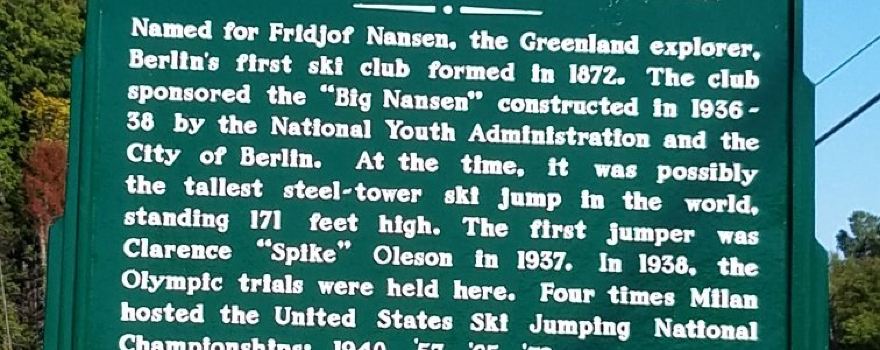 Named for Fridjof Nansen, the Greenland explorer,
Berlin's first ski club formed in 1872. The club
sponsored the "Big Nansen" constructed in 1936-
38 by the National Youth Administration and the
City of Berlin. At the time, it was possibly
the tallest steel-tower ski jump in the world,
standing 171 feet high. The first jumper was
Clarence "Spike" Oleson in 1937. In 1938, the
Olympic trials were held here. Four times Milan
hosted the United States Ski Jumping National
Championships: 1940, '57, '65,